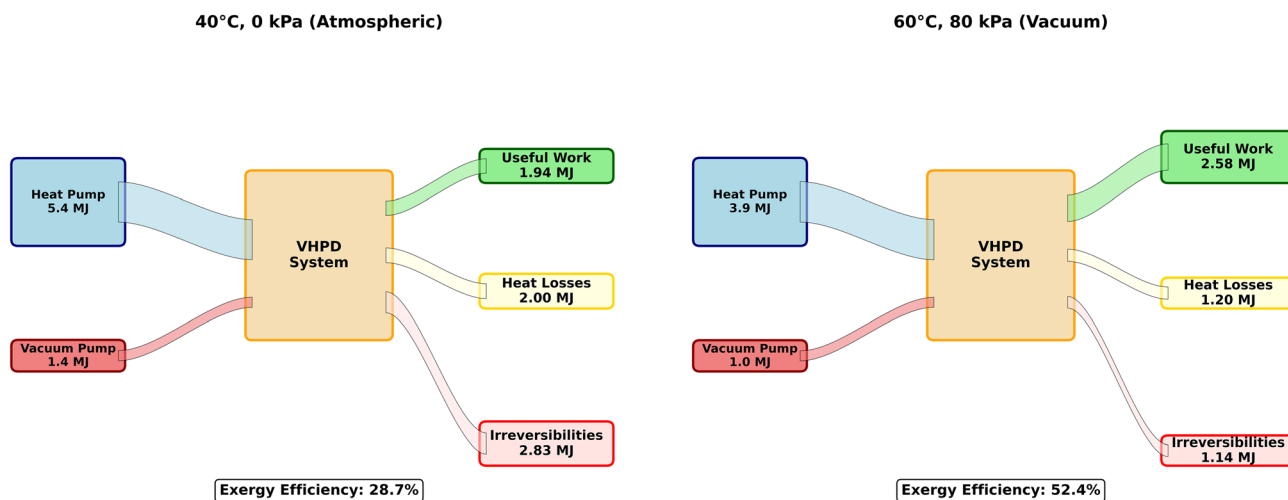 40°C, 0 kPa (Atmospheric)
Heat Pump
5.4 MJ
Vacuum Pump
1.4 MJ
VHPD
System
Useful Work
1.94 MJ
Heat Losses
2.00 MJ
Irreversibilities
2.83 MJ
Exergy Efficiency: 28.7%
60°C, 80 kPa (Vacuum)
Heat Pump
3.9 MJ
Vacuum Pump
1.0 MJ
VHPD
System
Useful Work
2.58 MJ
Heat Losses
1.20 MJ
Irreversibilities
1.14 MJ
Exergy Efficiency: 52.4%